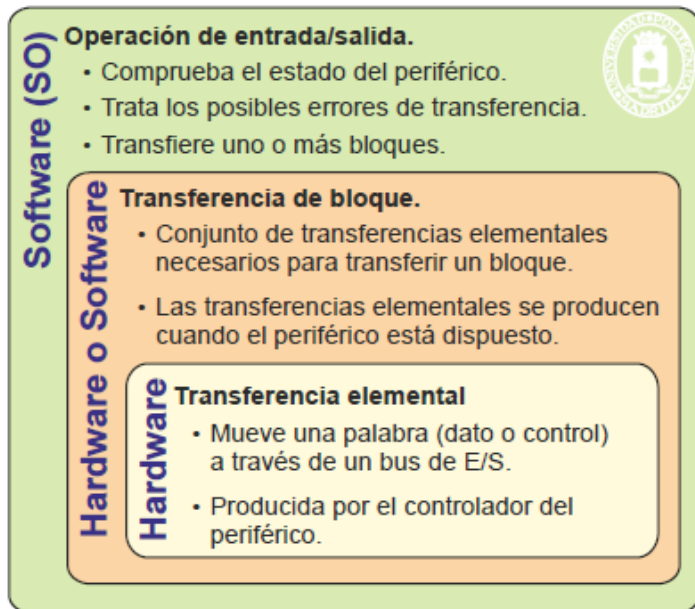 Software (SO)
Operación de entrada/salida.
• Comprueba el estado del periférico.
• Trata los posibles errores de transferencia.
• Transfiere uno o más bloques.
Hardware o Software
Transferencia de bloque.
• Conjunto de transferencias elementales
necesarios para transferir un bloque.
• Las transferencias elementales se producen
cuando el periférico está dispuesto.
Hardware
Transferencia elemental
• Mueve una palabra (dato o control)
a través de un bus de E/S.
• Producida por el controlador del
periférico.
UNIVERSIDAD POLITECNICA
MADRID